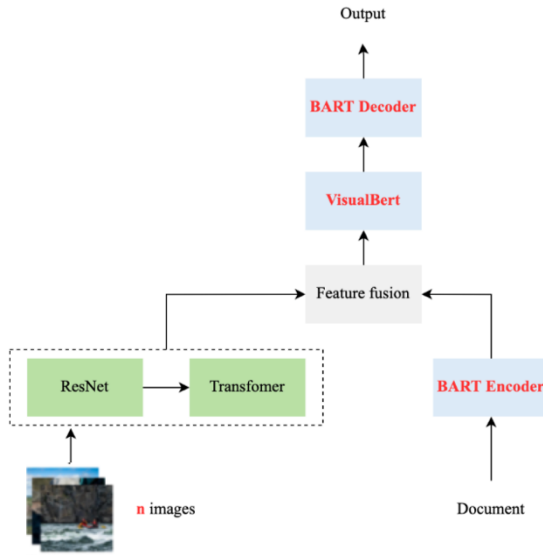 Output
BART Decoder
VisualBert
Feature fusion
ResNet
Transfomer
BART Encoder
n images
Document